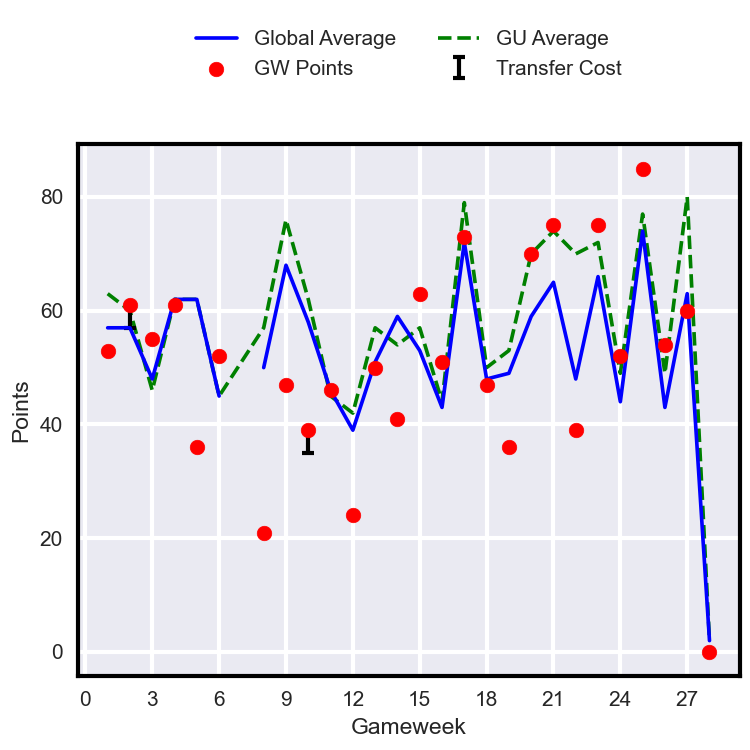 Global Average GU Average
GW Points Transfer Cost
80
60
40
20
0
Points
0 3 6 9 12 15 18 21 24 27
Gameweek